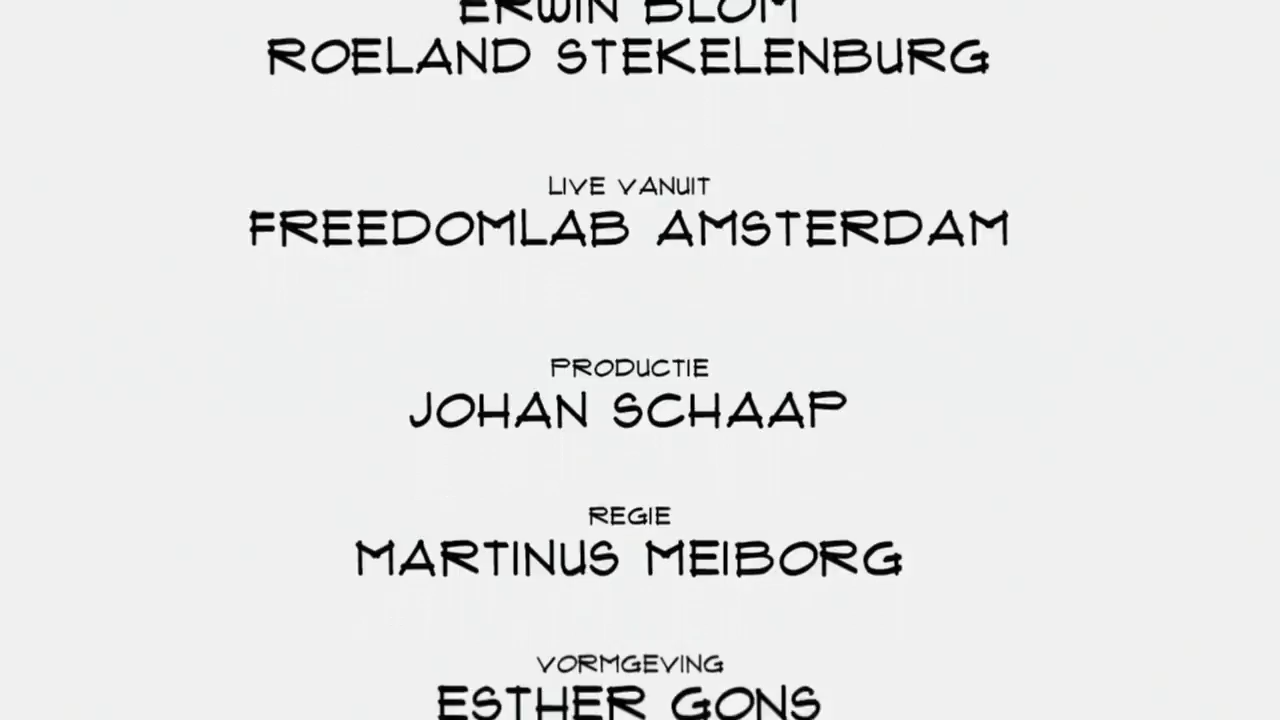 ERWIN BLOM
ROELAND STEKELENBURG
LIVE VANUIT
FREEDOMLAB AMSTERDAM
PRODUCTIE
JOHAN SCHAAP
REGIE
MARTINUS MEIBORG
VORMGEVING
ESTHER GONS